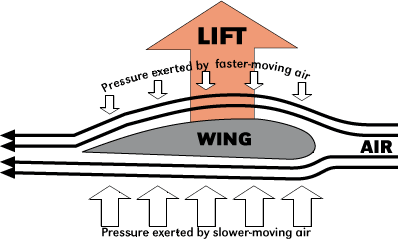 LIFT
Pressure exerted by faster-moving air
WING
AIR
Pressure exerted by slower-moving air